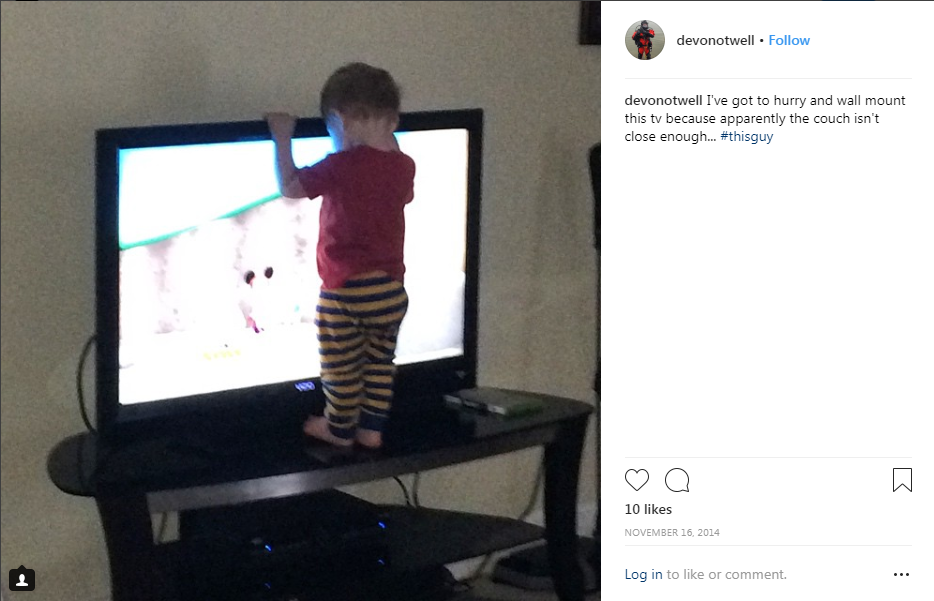 devonotwell • Follow
devonotwell I've got to hurry and wall mount
this tv because apparently the couch isn't
close enough... #thisguy
10 likes
NOVEMBER 16, 2014
Log in to like or comment.